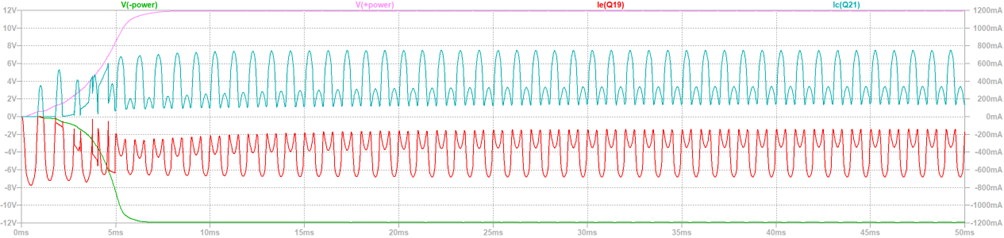 V(-power) V(+power) Ie(Q19) Ic(Q21)
12V 1200mA
10V 1000mA
8V 800mA
6V 600mA
4V 400mA
2V 200mA
0V 0mA
-2V -200mA
-4V -400mA
-6V -600mA
-8V -800mA
-10V -1000mA
-12V -1200mA
0ms 5ms 10ms 15ms 20ms 25ms 30ms 35ms 40ms 45ms 50ms